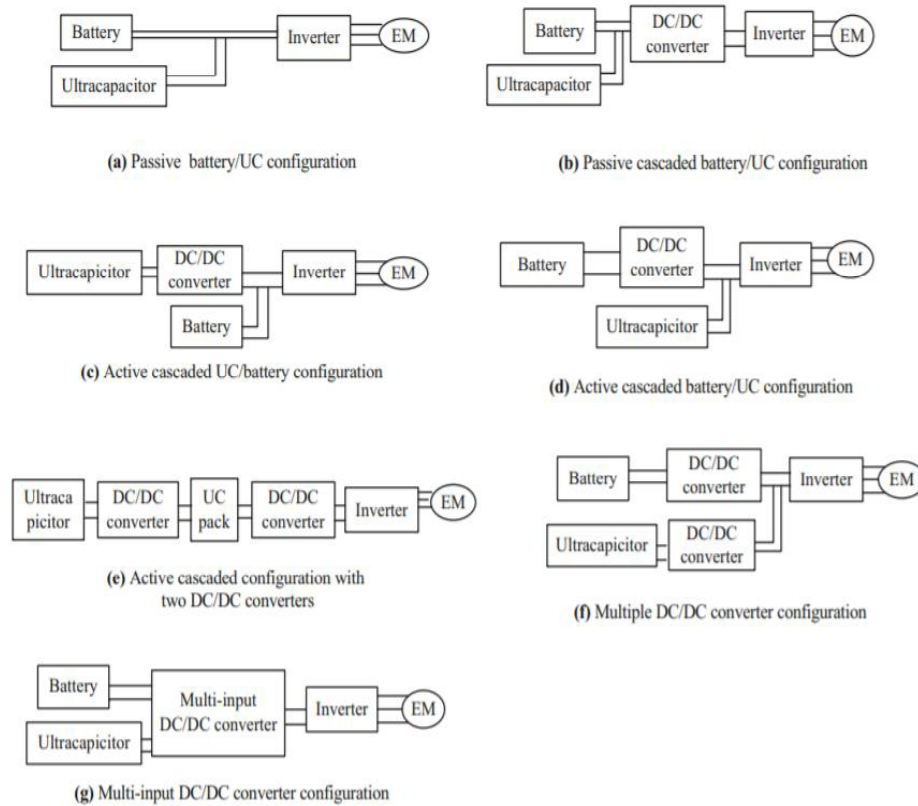 Battery
Inverter
EM
Ultracapacitor
(a) Passive battery/UC configuration
Battery
DC/DC
converter
Inverter
EM
Ultracapacitor
(b) Passive cascaded battery/UC configuration
Ultracapicitor
DC/DC
converter
Inverter
EM
Battery
(c) Active cascaded UC/battery configuration
Battery
DC/DC
converter
Inverter
EM
Ultracapicitor
(d) Active cascaded battery/UC configuration
Ultraca
picitor
DC/DC
converter
UC
pack
DC/DC
converter
Inverter
EM
(e) Active cascaded configuration with
two DC/DC converters
Battery
DC/DC
converter
Inverter
EM
Ultracapicitor
DC/DC
converter
(f) Multiple DC/DC converter configuration
Battery
Ultracapicitor
Multi-input
DC/DC converter
Inverter
EM
(g) Multi-input DC/DC converter configuration